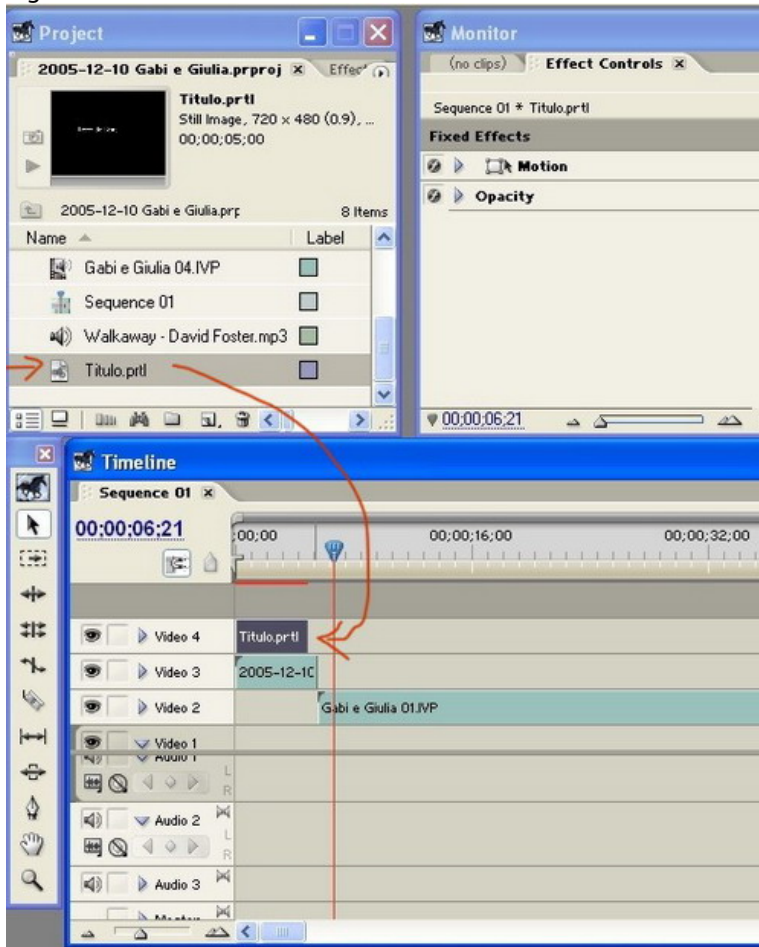 Project
2005-12-10 Gabi e Giulia.prproj
Effec
Titulo.prtl
Still Image, 720 x 480 (0.9), ...
00;00;05;00
2005-12-10 Gabi e Giulia.prp
8 Items
Name
Label
Gabi e Giulia 04.IVP
Sequence 01
Walkaway - David Foster.mp3
Titulo.prtl
Monitor
(no clips)
Effect Controls
Sequence 01 * Titulo.prtl
Fixed Effects
Motion
Opacity
00;00;06;21
Timeline
Sequence 01
00;00;06;21
;00;00
00;00;16;00
00;00;32;00
Video 4
Titulo.prtl
Video 3
2005-12-10
Video 2
Gabi e Giulia 01.IVP
Video 1
Audio 1
L
R
Audio 2
L
R
Audio 3